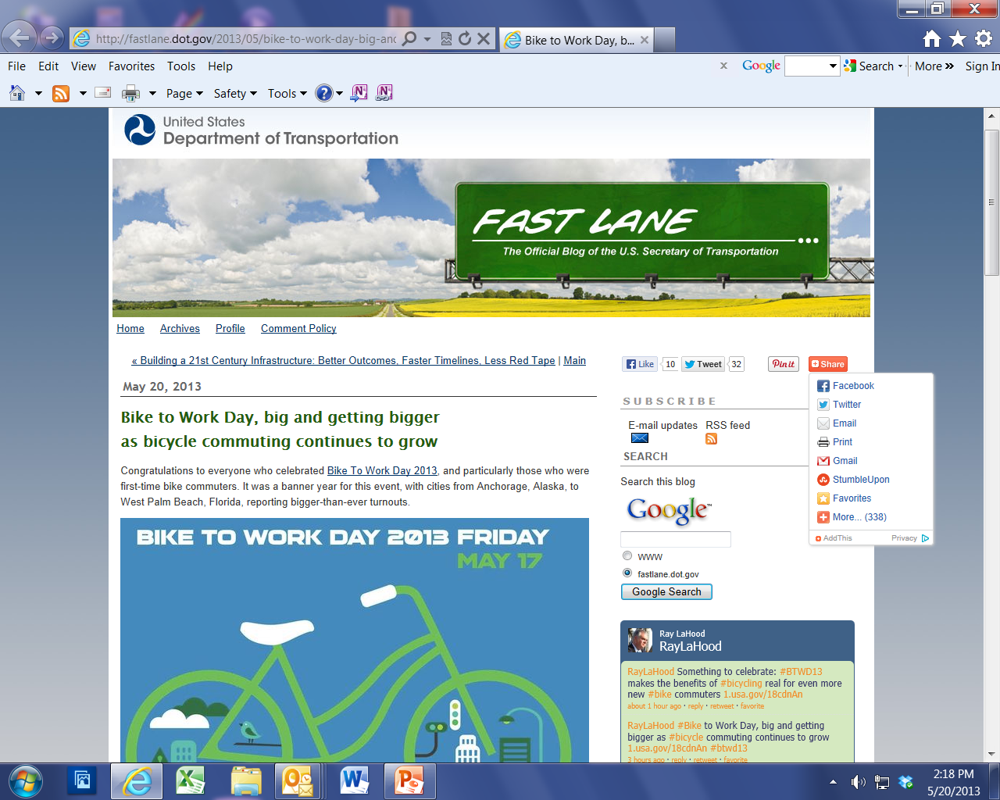 http://fastlane.dot.gov/2013/05/bike-to-work-day-big-and
Bike to Work Day, b...
File Edit View Favorites Tools Help
x Google Search More » Sign In
Page Safety Tools
United States
Department of Transportation
FAST LANE
The Official Blog of the U.S. Secretary of Transportation
Home Archives Profile Comment Policy
« Building a 21st Century Infrastructure: Better Outcomes, Faster Timelines, Less Red Tape | Main
May 20, 2013
Bike to Work Day, big and getting bigger
as bicycle commuting continues to grow
Congratulations to everyone who celebrated Bike To Work Day 2013, and particularly those who were
first-time bike commuters. It was a banner year for this event, with cities from Anchorage, Alaska, to
West Palm Beach, Florida, reporting bigger-than-ever turnouts.
BIKE TO WORK DAY 2013 FRIDAY
MAY 17
Like 10 Tweet 32 Pin it Share
Facebook
Twitter
Email
Print
Gmail
StumbleUpon
Favorites
More... (338)
AddThis Privacy
SUBSCRIBE
E-mail updates RSS feed
SEARCH
Search this blog
Google™
WWW
fastlane.dot.gov
Google Search
Ray LaHood
RayLaHood
RayLaHood Something to celebrate: #BTWD13
makes the benefits of #bicycling real for even more
new #bike commuters 1.usa.gov/18cdnAn
about 1 hour ago · reply · retweet · favorite
RayLaHood #Bike to Work Day, big and getting
bigger as #bicycle commuting continues to grow
1.usa.gov/18cdnAn #btwd13
3 hours ago · reply · retweet · favorite
2:18 PM
5/20/2013